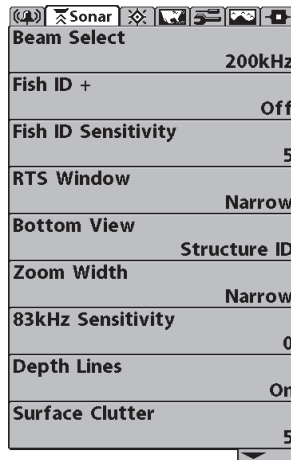 Sonar
Beam Select
200kHz
Fish ID +
Off
Fish ID Sensitivity
5
RTS Window
Narrow
Bottom View
Structure ID
Zoom Width
Narrow
83kHz Sensitivity
0
Depth Lines
On
Surface Clutter
5